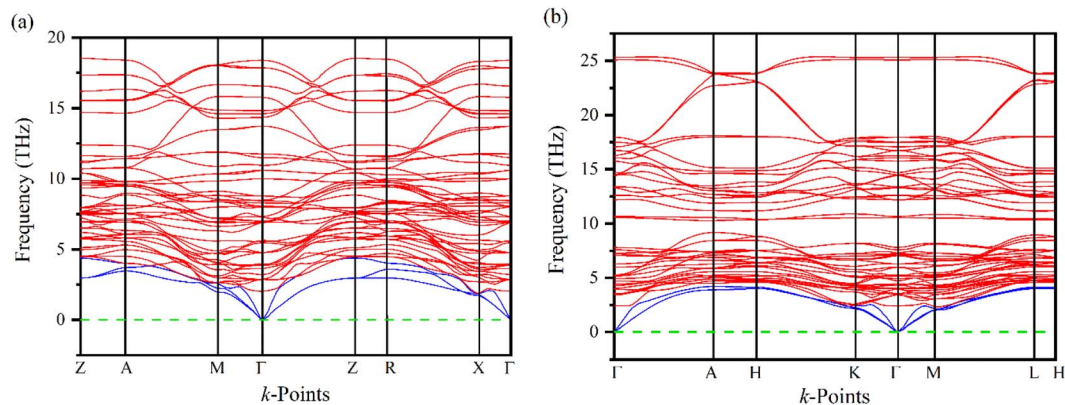 (a)
20
15
10
5
0
Frequency (THz)
Z A M Γ Z R X Γ
k-Points
(b)
25
20
15
10
5
0
Frequency (THz)
Γ A H K Γ M L H
k-Points